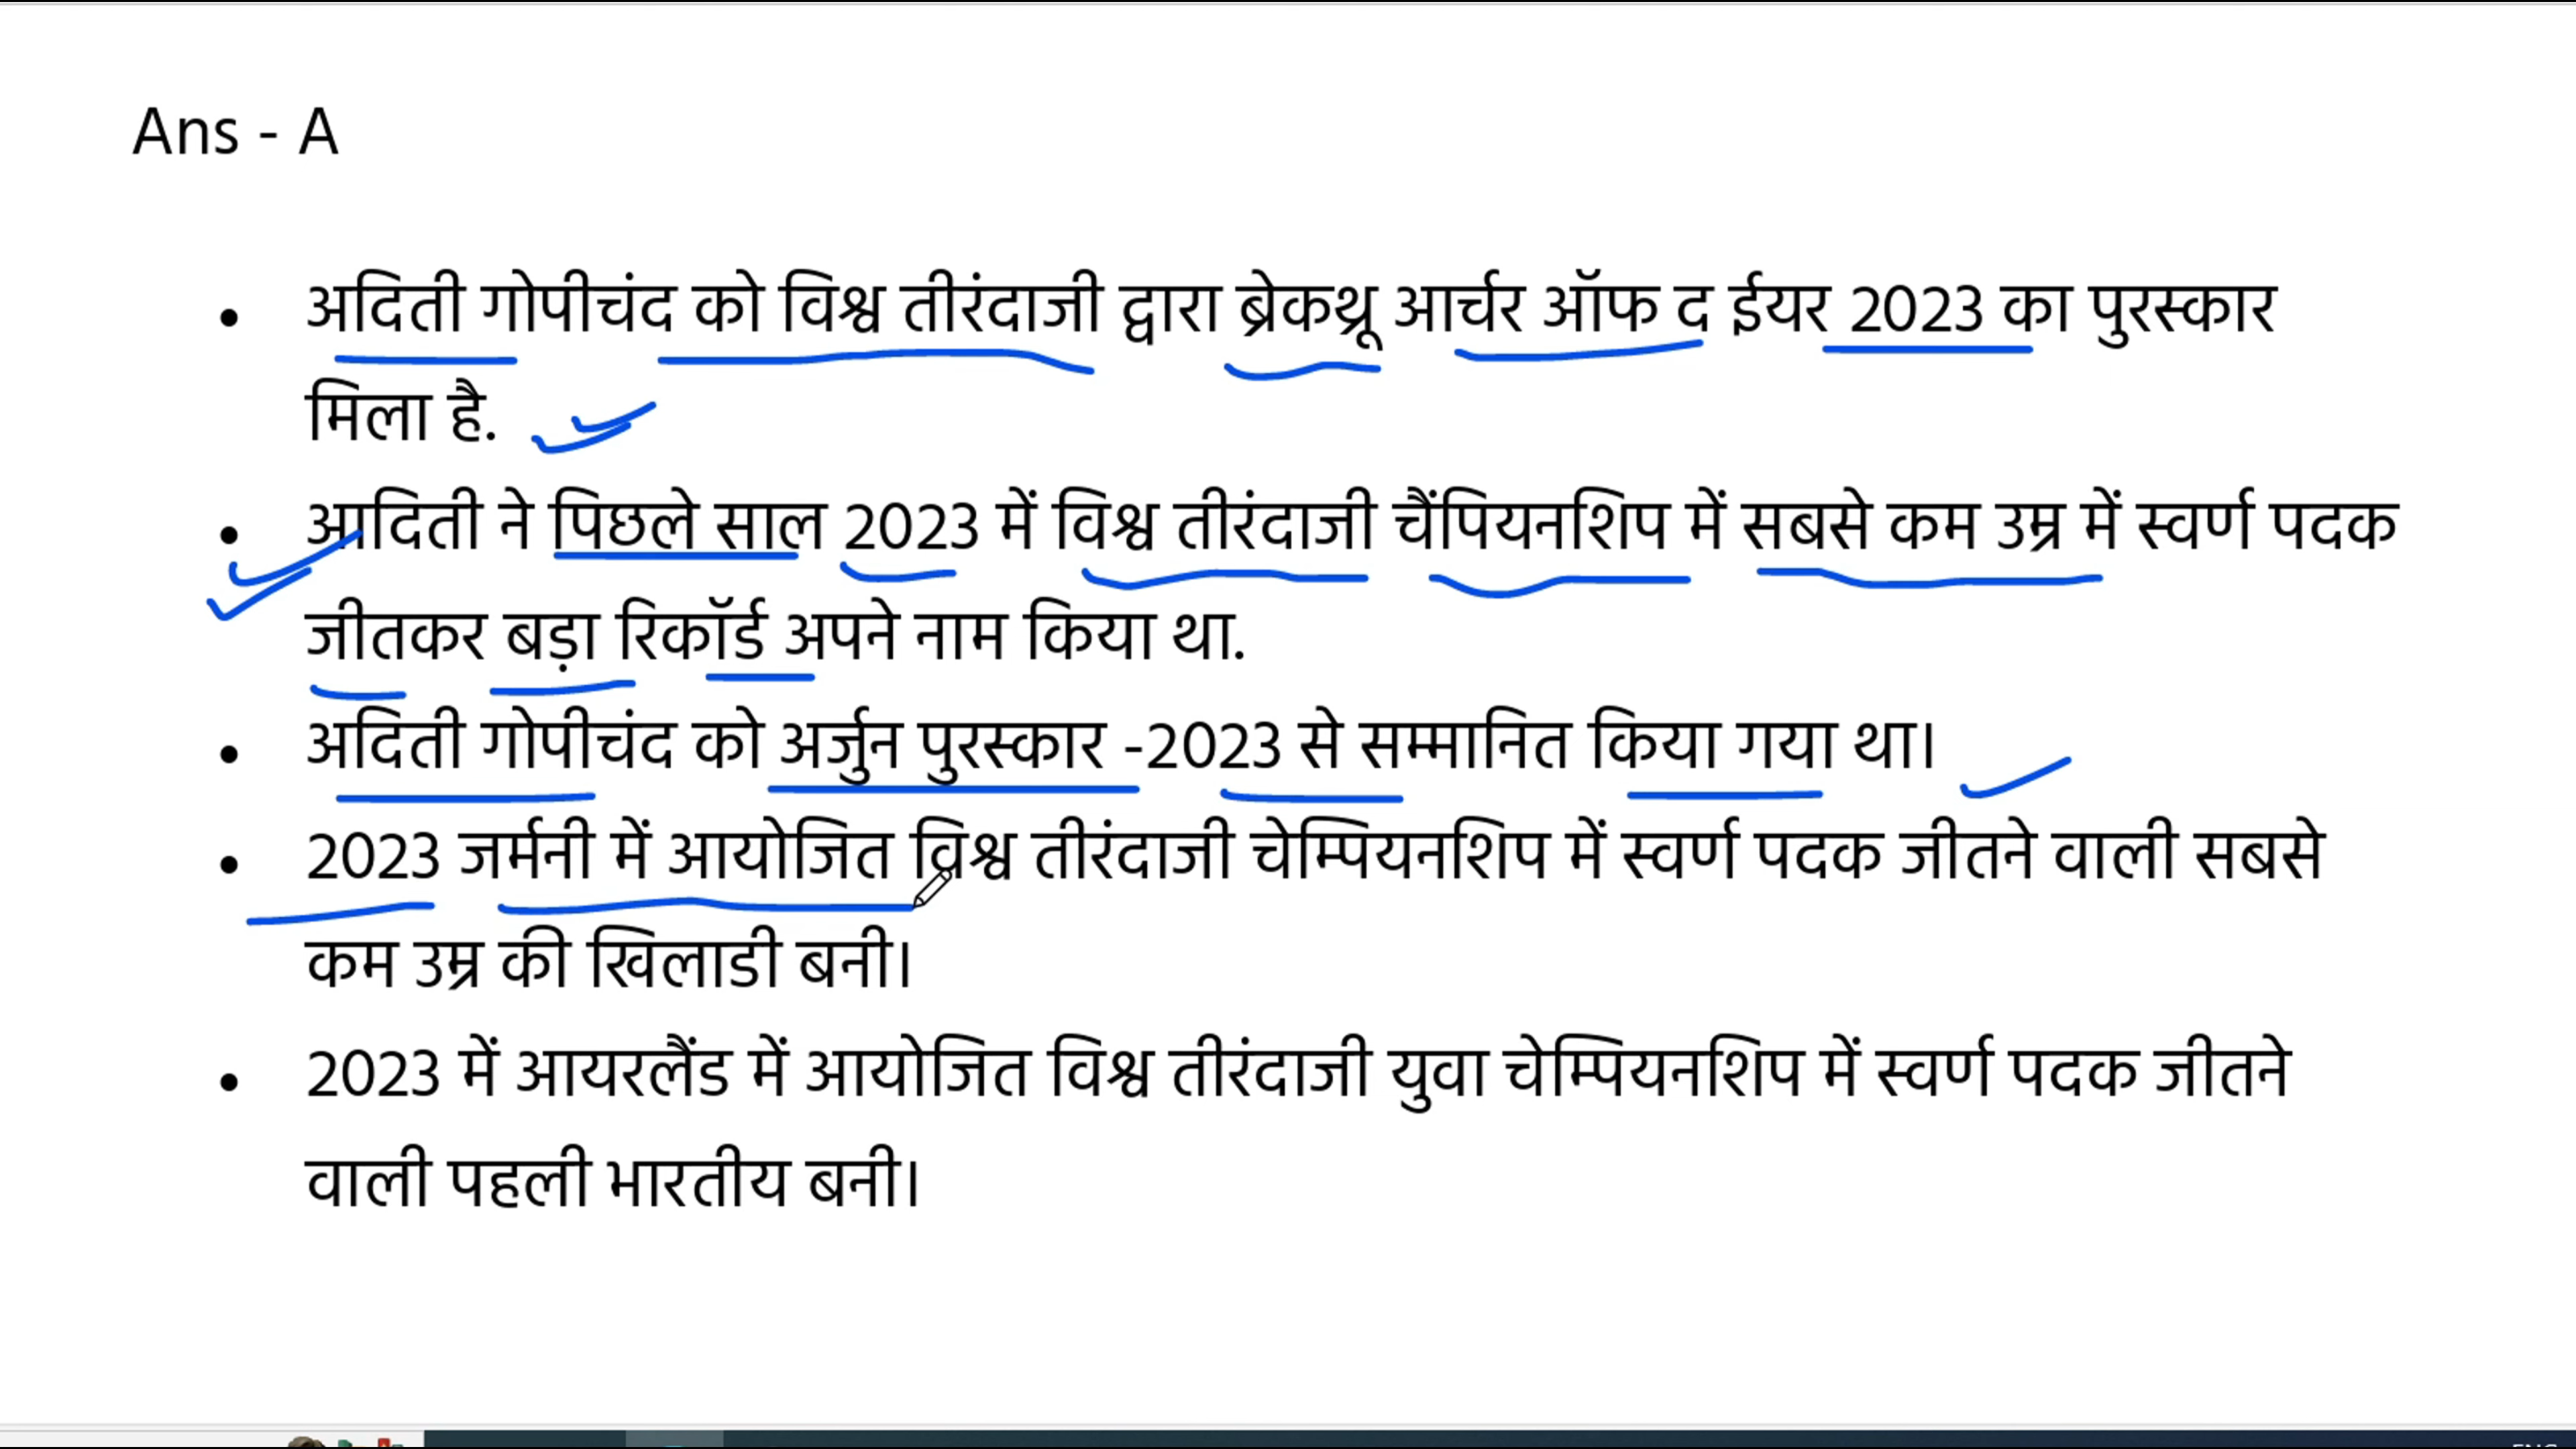 Ans - A
• अदिती गोपीचंद को विश्व तीरंदाजी द्वारा ब्रेकथ्रू आर्चर ऑफ द ईयर 2023 का पुरस्कार
मिला है.
• आदिती ने पिछले साल 2023 में विश्व तीरंदाजी चैंपियनशिप में सबसे कम उम्र में स्वर्ण पदक
जीतकर बड़ा रिकॉर्ड अपने नाम किया था.
• अदिती गोपीचंद को अर्जुन पुरस्कार -2023 से सम्मानित किया गया था।
• 2023 जर्मनी में आयोजित विश्व तीरंदाजी चेम्पियनशिप में स्वर्ण पदक जीतने वाली सबसे
कम उम्र की खिलाडी बनी।
• 2023 में आयरलैंड में आयोजित विश्व तीरंदाजी युवा चेम्पियनशिप में स्वर्ण पदक जीतने
वाली पहली भारतीय बनी।